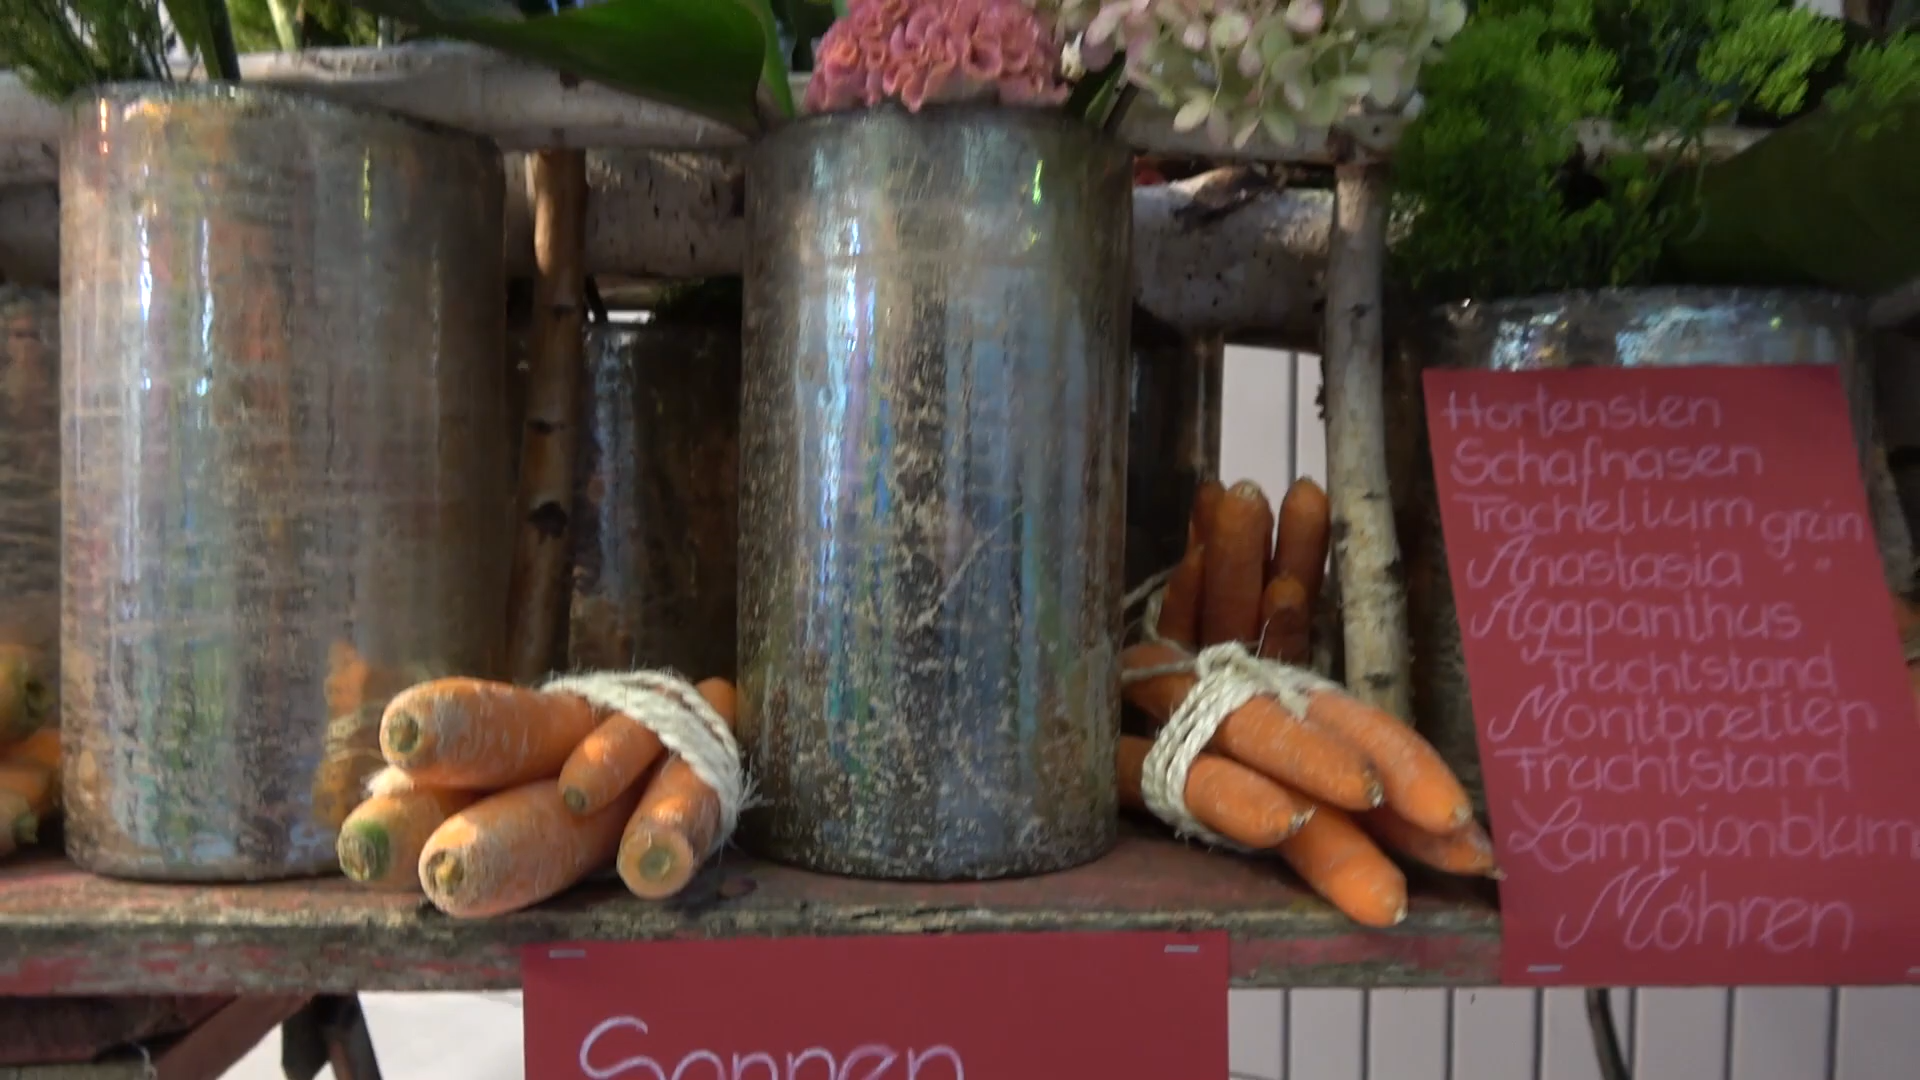 Hortensien
Schafnasen
Trachelium grün
Anastasia " "
Agapanthus
Fruchtstand
Montbretien
Fruchtstand
Lampionblum
Möhren
Sonnen